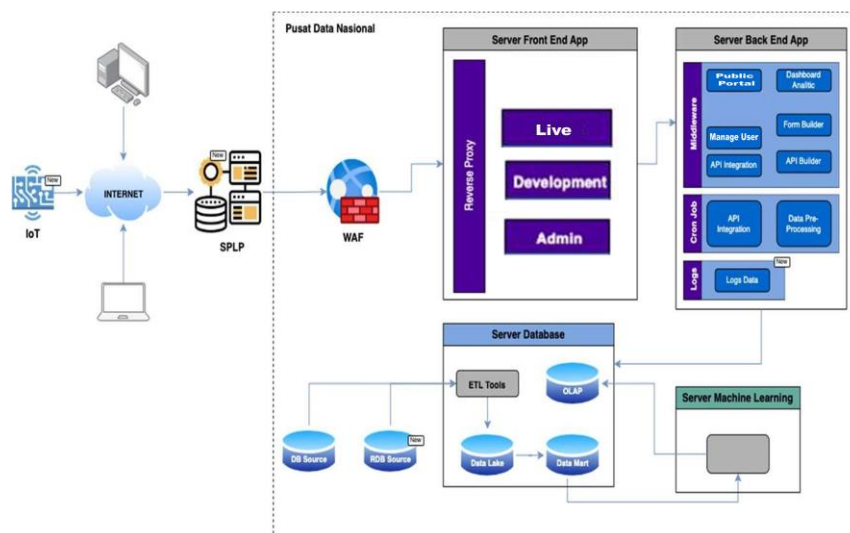 Pusat Data Nasional
Server Front End App
Server Back End App
Reverse Proxy
Live
Development
Admin
Middleware
Public
Portal
Dashboard
Analitic
Manage User
Form Builder
API Integration
API Builder
Cron Job
API
Integration
Data Pre-
Processing
Logs
New
Logs Data
New
IoT
INTERNET
New
SPLP
WAF
Server Database
ETL Tools
OLAP
DB Source
New
RDB Source
Data Lake
Data Mart
Server Machine Learning